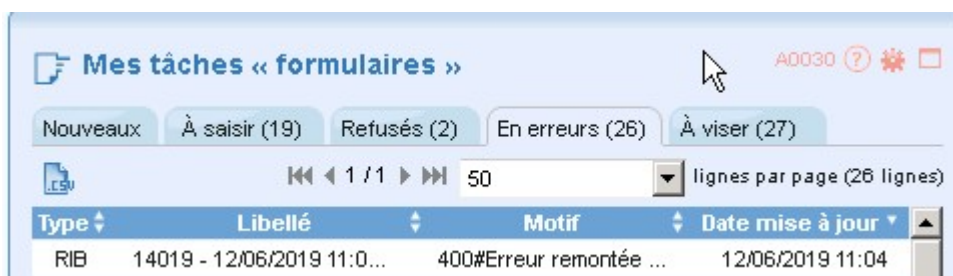 Mes tâches « formulaires » A0030 ?
Nouveaux À saisir (19) Refusés (2) En erreurs (26) À viser (27)
.CSV 1 / 1 50 lignes par page (26 lignes)
Type Libellé Motif Date mise à jour
RIB 14019 - 12/06/2019 11:0... 400#Erreur remontée ... 12/06/2019 11:04